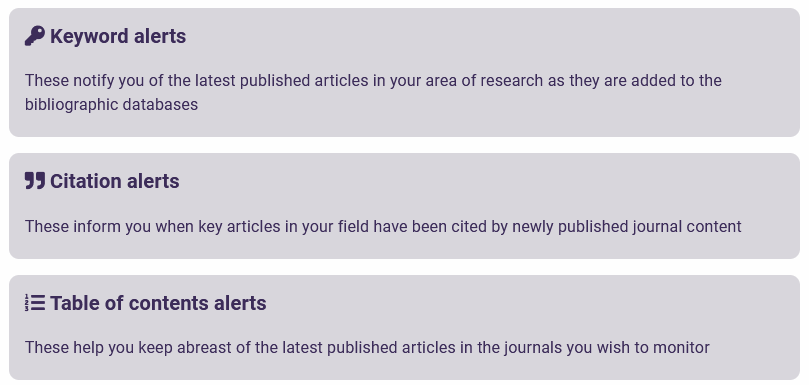 Keyword alerts
These notify you of the latest published articles in your area of research as they are added to the
bibliographic databases
Citation alerts
These inform you when key articles in your field have been cited by newly published journal content
Table of contents alerts
These help you keep abreast of the latest published articles in the journals you wish to monitor